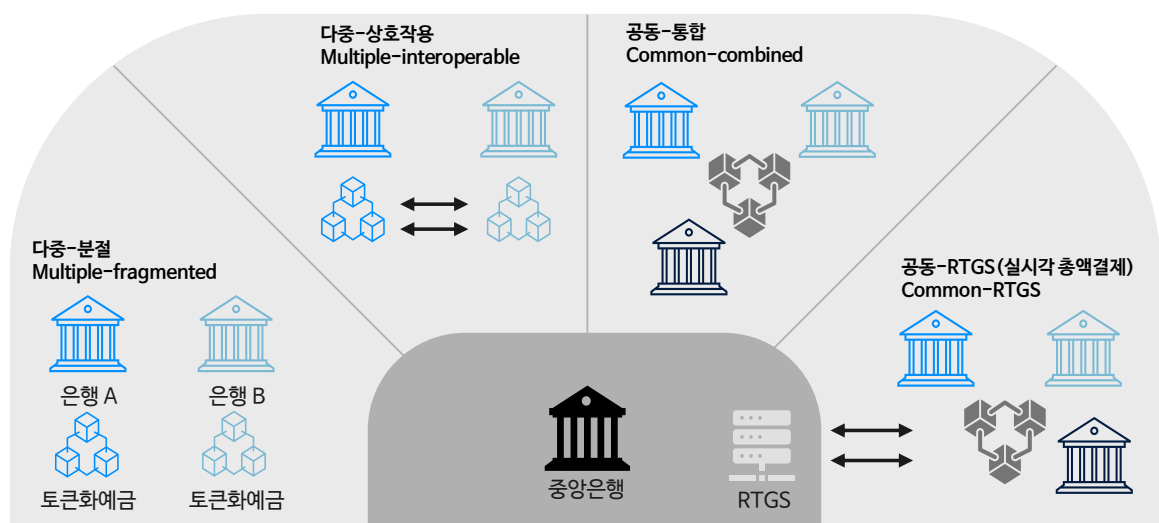 다중-분절
Multiple-fragmented
은행 A
은행 B
토큰화예금
토큰화예금
다중-상호작용
Multiple-interoperable
공동-통합
Common-combined
공동-RTGS(실시각 총액결제)
Common-RTGS
중앙은행
RTGS